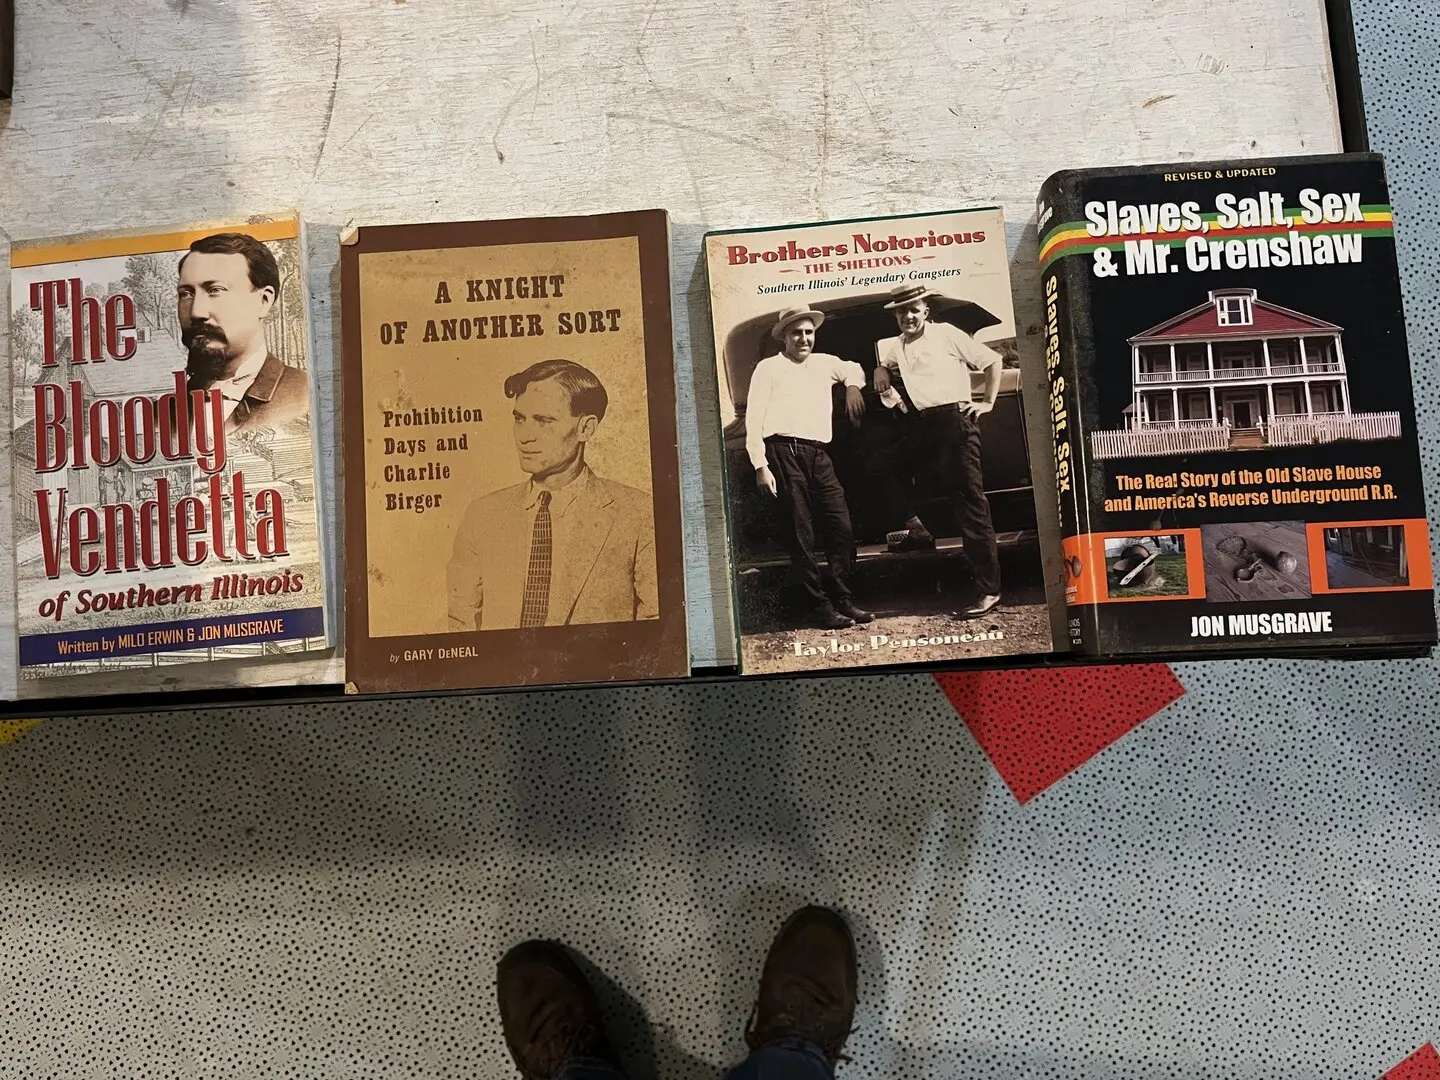 The
Bloody
Vendetta
of Southern Illinois
Written by MILO ERWIN & JON MUSGRAVE
A KNIGHT
OF ANOTHER SORT
Prohibition
Days and
Charlie
Birger
by GARY DeNEAL
Brothers Notorious
THE SHELTONS
Southern Illinois' Legendary Gangsters
Taylor Pensoneau
Slaves, Salt, Sex
REVISED & UPDATED
Slaves, Salt, Sex
& Mr. Crenshaw
The Real Story of the Old Slave House
and America's Reverse Underground R.R.
JON MUSGRAVE